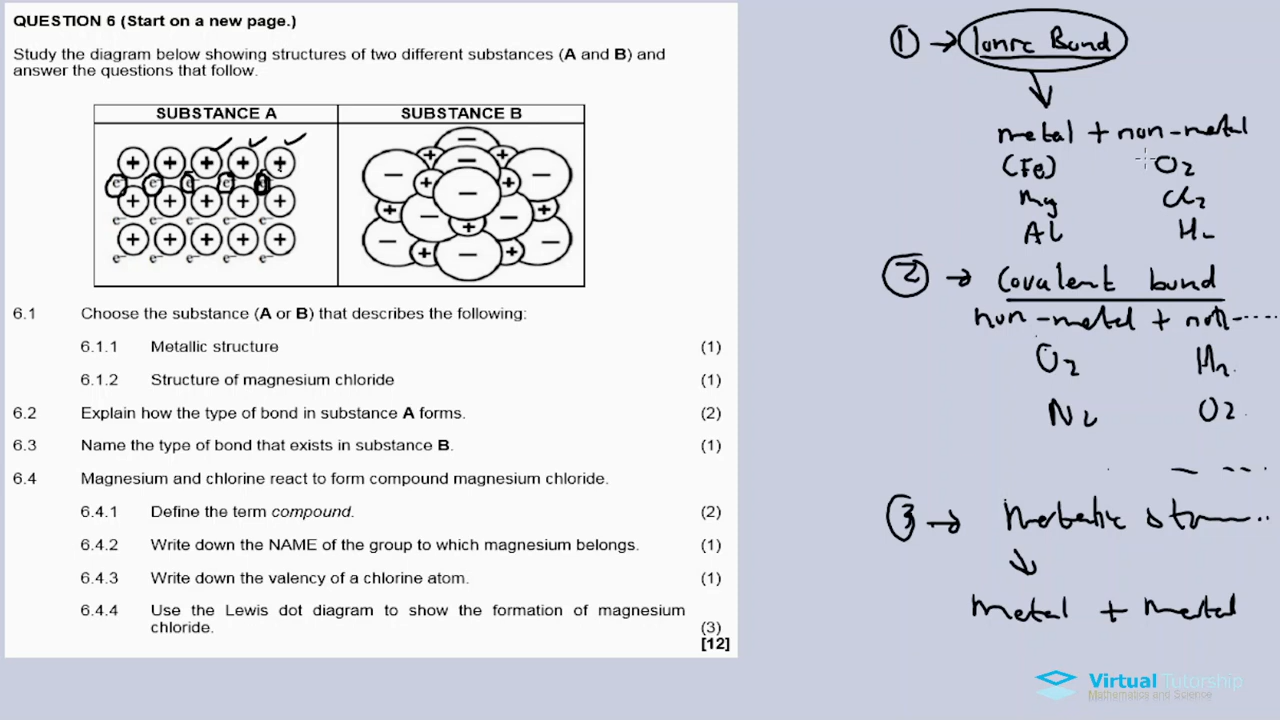 QUESTION 6 (Start on a new page.)
Study the diagram below showing structures of two different substances (A and B) and
answer the questions that follow.
SUBSTANCE A SUBSTANCE B
+ + + + +
e⁻ e⁻ e⁻ e⁻ e⁻
+ + + + +
e⁻ e⁻ e⁻ e⁻ e⁻
+ + + + +
e⁻ e⁻ e⁻ e⁻ e⁻
6.1 Choose the substance (A or B) that describes the following:
6.1.1 Metallic structure (1)
6.1.2 Structure of magnesium chloride (1)
6.2 Explain how the type of bond in substance A forms. (2)
6.3 Name the type of bond that exists in substance B. (1)
6.4 Magnesium and chlorine react to form compound magnesium chloride.
6.4.1 Define the term compound. (2)
6.4.2 Write down the NAME of the group to which magnesium belongs. (1)
6.4.3 Write down the valency of a chlorine atom. (1)
6.4.4 Use the Lewis dot diagram to show the formation of magnesium
chloride. (3)
[12]
1 → Ionic Bond
metal + non-metal
(Fe) O2
Mg Cl2
Al H2
2 → Covalent bond
non-metal + non-....
O2 H2
N2 O2
3 →
metal + metal
Virtual Tutorship
Mathematics and Science